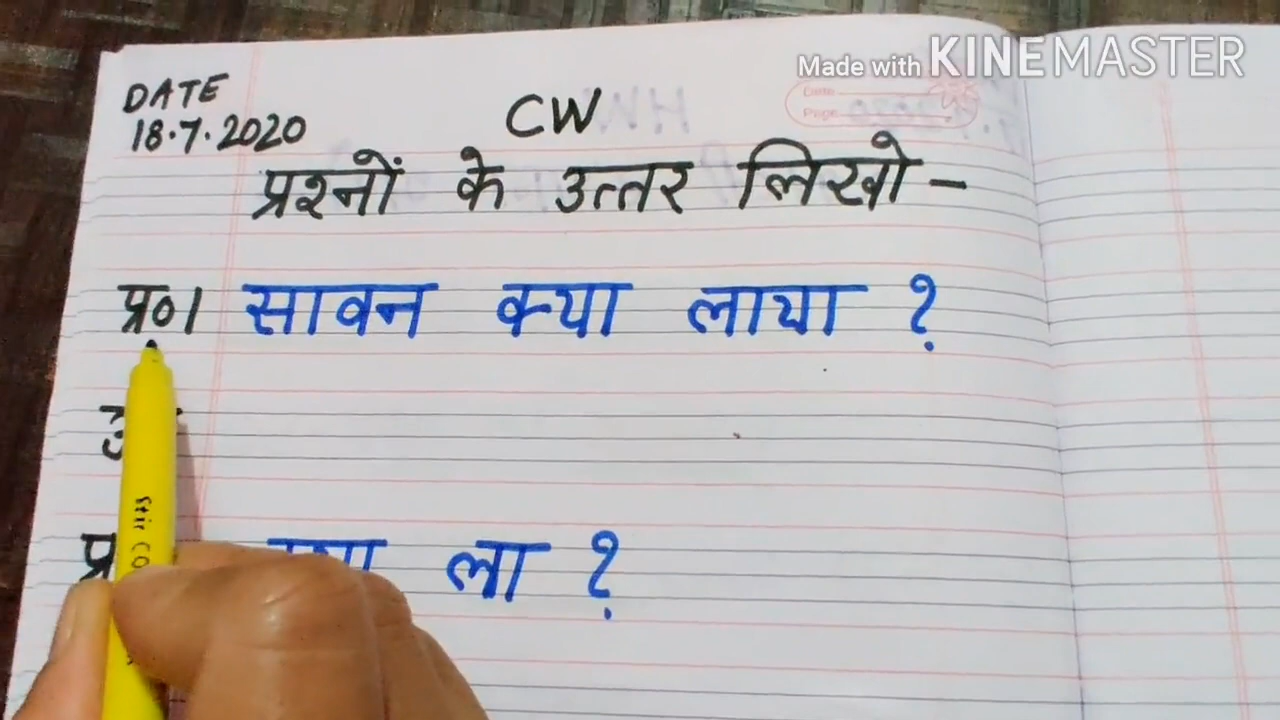 Made with KINEMASTER
DATE
18.7.2020
CW
प्रश्नों के उत्तर लिखो -
प्र०1 सावन क्या लाया ?
ला ?